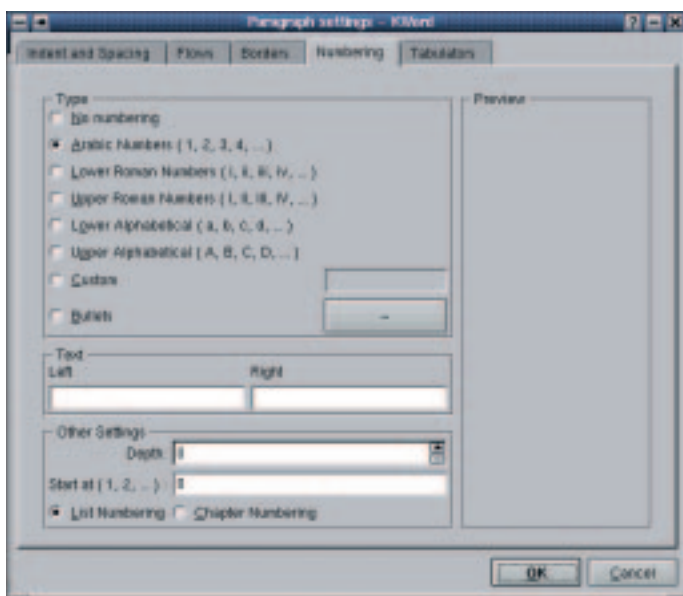 Paragraph settings - KWord
Indent and Spacing Flows Borders Numbering Tabulators
Type
No numbering
Arabic Numbers ( 1, 2, 3, 4, ... )
Lower Roman Numbers ( i, ii, iii, iv, ... )
Upper Roman Numbers ( I, II, III, IV, ... )
Lower Alphabetical ( a, b, c, d, ... )
Upper Alphabetical ( A, B, C, D, ... )
Custom
Bullets
Preview
Text
Left Right
Other Settings
Depth
Start at ( 1, 2, ... )
List Numbering Chapter Numbering
OK Cancel